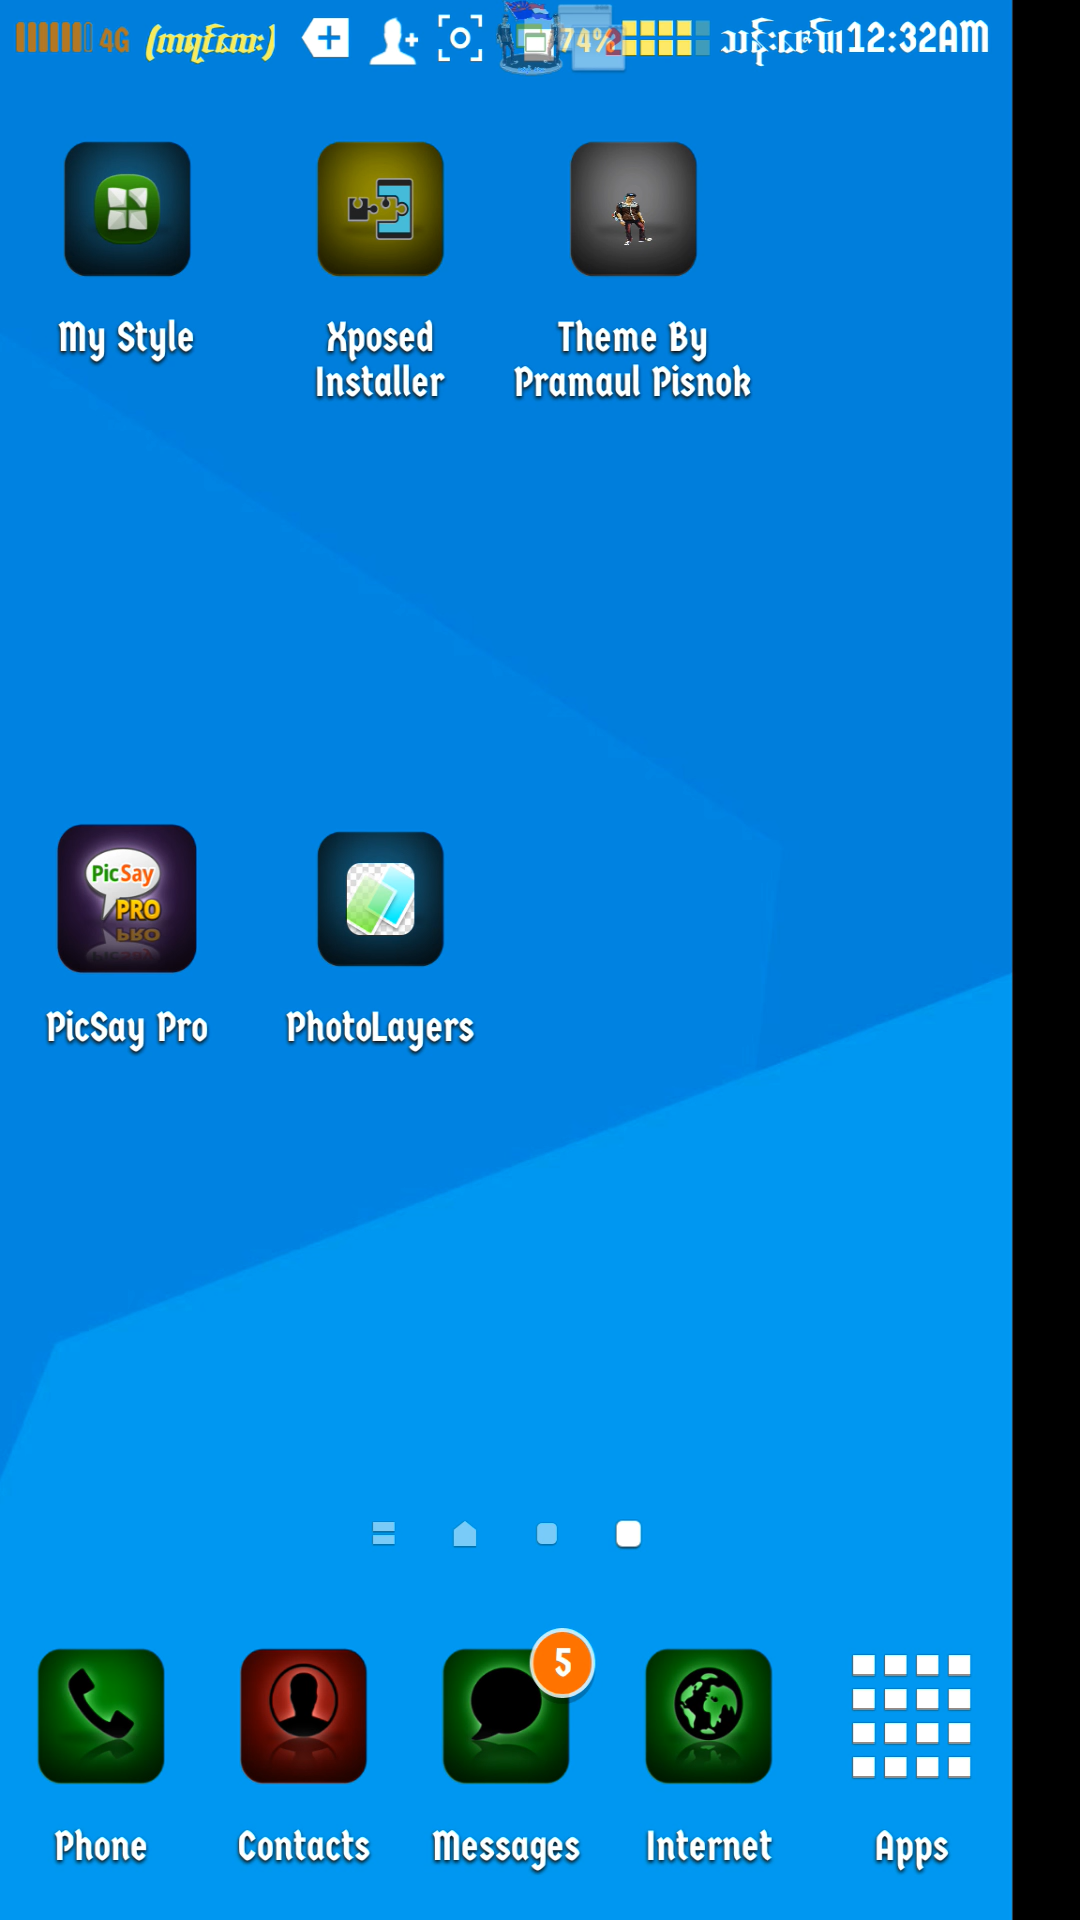 4G 74% 2 12:32AM
My Style
Xposed
Installer
Theme By
Pramaul Pisnok
PicSay
PRO
PicSay Pro
PhotoLayers
5
Phone
Contacts
Messages
Internet
Apps